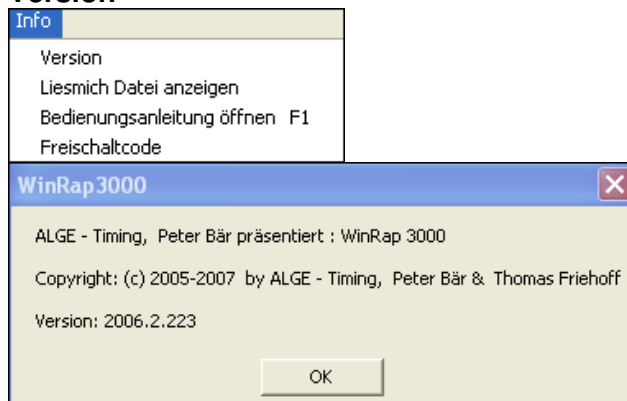 Version
Info
Version
Liesmich Datei anzeigen
Bedienungsanleitung öffnen F1
Freischaltcode
WinRap3000
ALGE - Timing, Peter Bär präsentiert : WinRap 3000
Copyright: (c) 2005-2007 by ALGE - Timing, Peter Bär & Thomas Friehoff
Version: 2006.2.223
OK